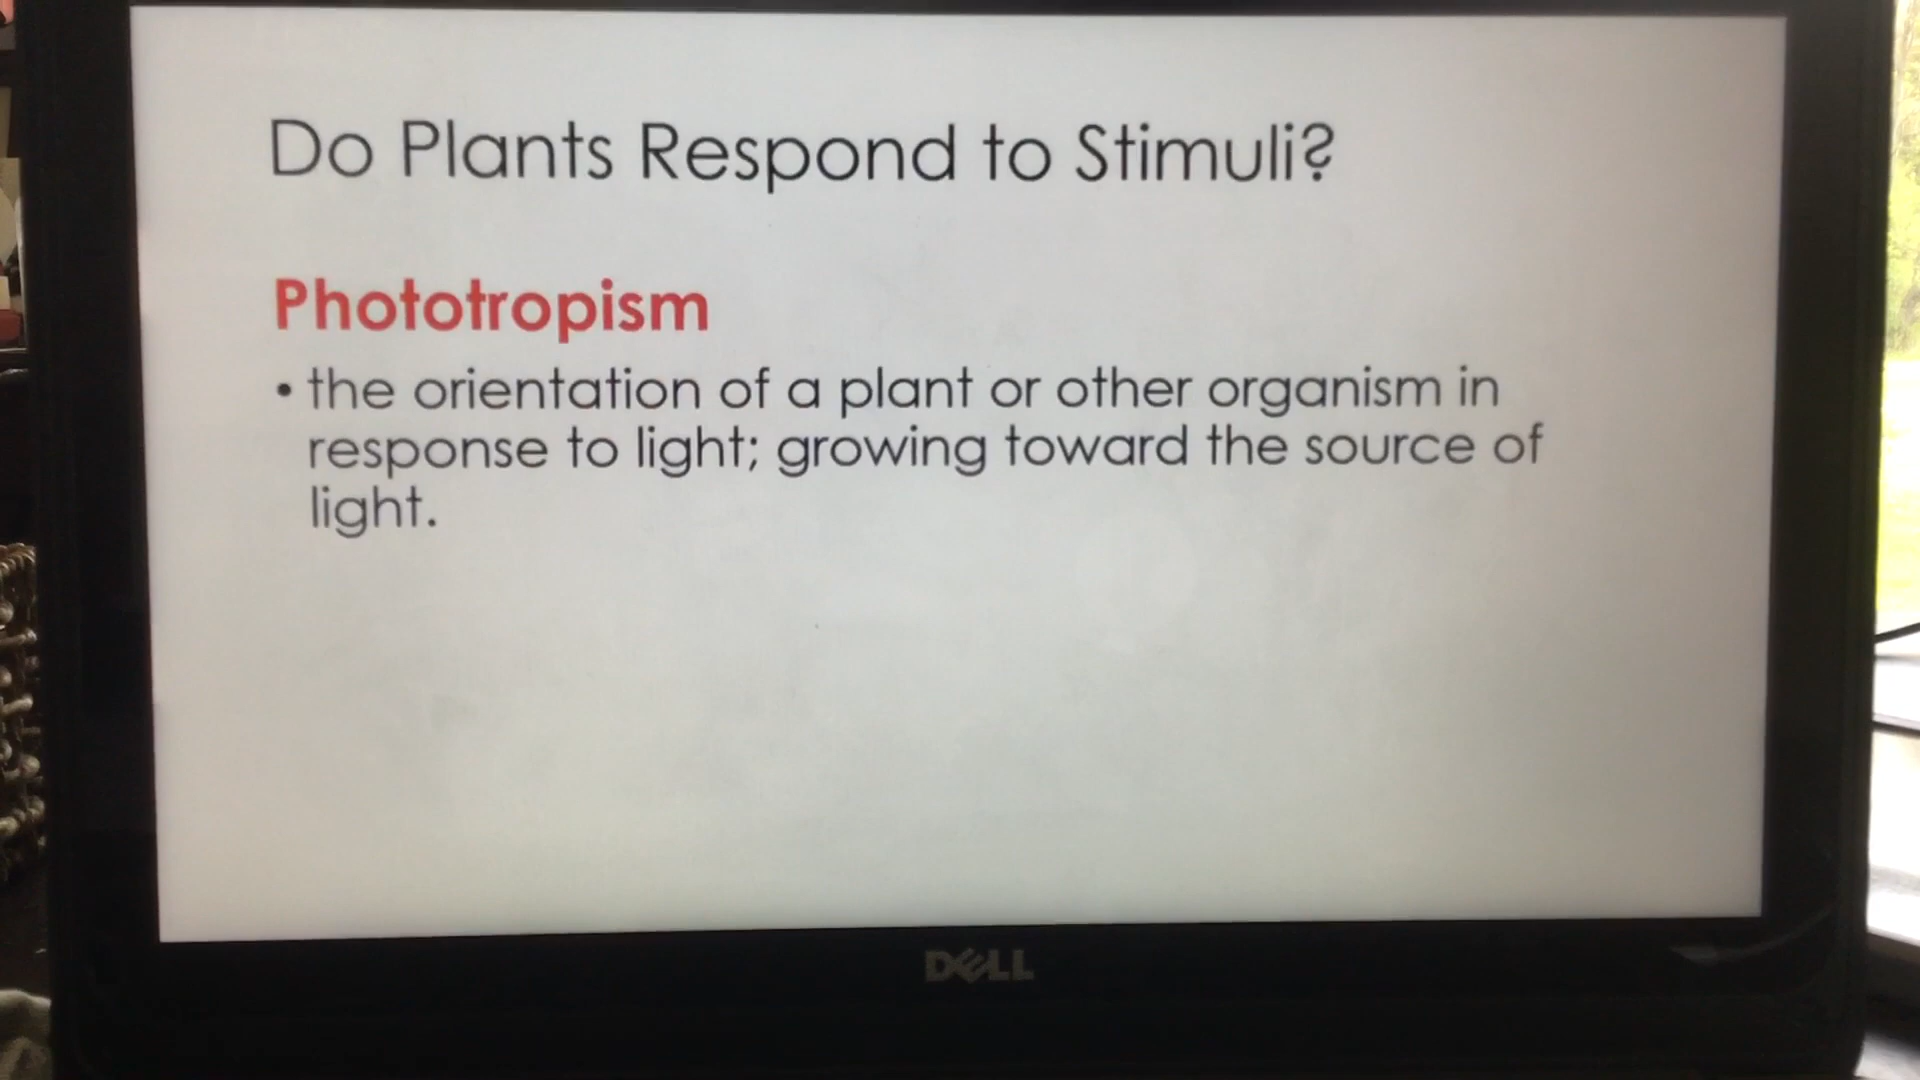 Do Plants Respond to Stimuli?
Phototropism
• the orientation of a plant or other organism in
response to light; growing toward the source of
light.
DELL